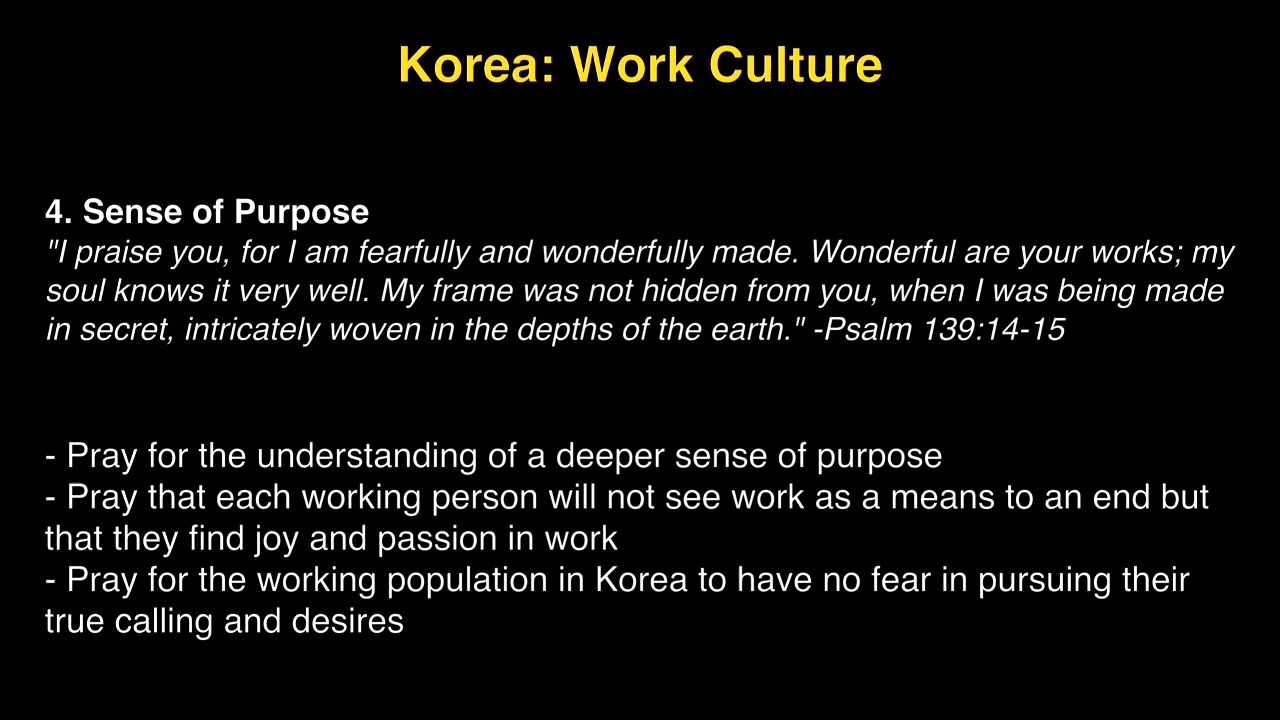 Korea: Work Culture
4. Sense of Purpose
"I praise you, for I am fearfully and wonderfully made. Wonderful are your works; my
soul knows it very well. My frame was not hidden from you, when I was being made
in secret, intricately woven in the depths of the earth." -Psalm 139:14-15
- Pray for the understanding of a deeper sense of purpose
- Pray that each working person will not see work as a means to an end but
that they find joy and passion in work
- Pray for the working population in Korea to have no fear in pursuing their
true calling and desires